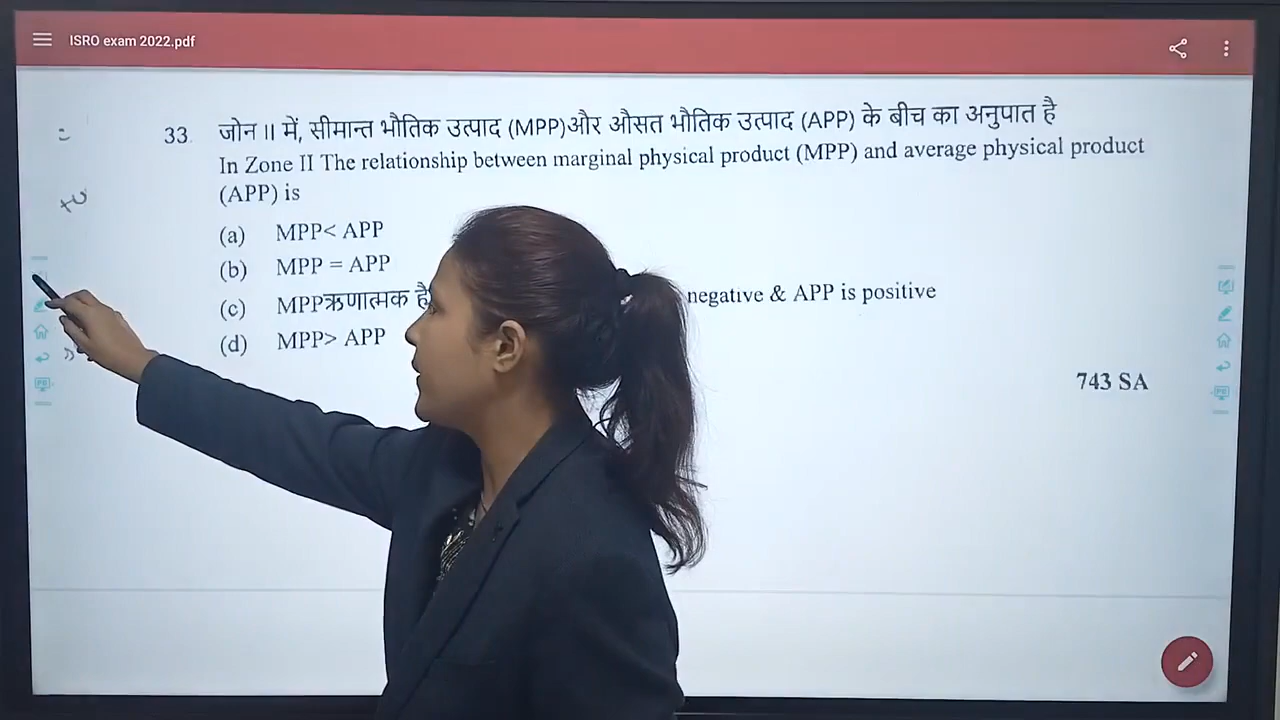 ISRO exam 2022.pdf
33. जोन II में, सीमान्त भौतिक उत्पाद (MPP)और औसत भौतिक उत्पाद (APP) के बीच का अनुपात है
In Zone II The relationship between marginal physical product (MPP) and average physical product
(APP) is
(a) MPP< APP
(b) MPP = APP
(c) MPPऋणात्मक है negative & APP is positive
(d) MPP> APP
743 SA